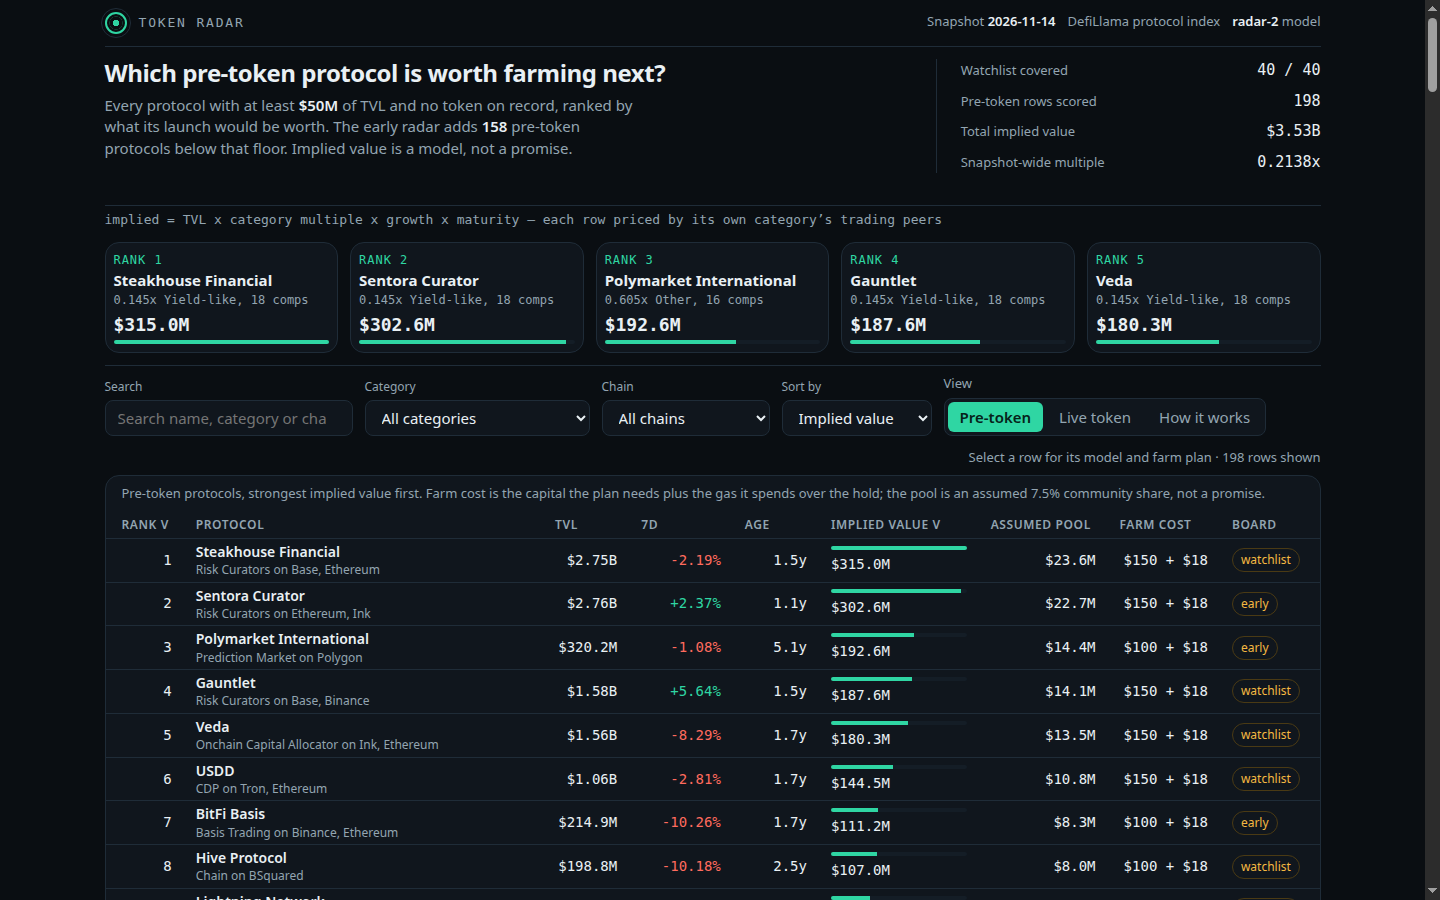 TOKEN RADAR
Snapshot 2026-11-14 DefiLlama protocol index radar-2 model
Which pre-token protocol is worth farming next?
Every protocol with at least $50M of TVL and no token on record, ranked by
what its launch would be worth. The early radar adds 158 pre-token
protocols below that floor. Implied value is a model, not a promise.
Watchlist covered 40 / 40
Pre-token rows scored 198
Total implied value $3.53B
Snapshot-wide multiple 0.2138x
implied = TVL x category multiple x growth x maturity — each row priced by its own category’s trading peers
RANK 1
Steakhouse Financial
0.145x Yield-like, 18 comps
$315.0M
RANK 2
Sentora Curator
0.145x Yield-like, 18 comps
$302.6M
RANK 3
Polymarket International
0.605x Other, 16 comps
$192.6M
RANK 4
Gauntlet
0.145x Yield-like, 18 comps
$187.6M
RANK 5
Veda
0.145x Yield-like, 18 comps
$180.3M
Search
Search name, category or cha
Category
All categories
Chain
All chains
Sort by
Implied value
View
Pre-token Live token How it works
Select a row for its model and farm plan · 198 rows shown
Pre-token protocols, strongest implied value first. Farm cost is the capital the plan needs plus the gas it spends over the hold; the pool is an assumed 7.5% community share, not a promise.
RANK V PROTOCOL TVL 7D AGE IMPLIED VALUE V ASSUMED POOL FARM COST BOARD
1 Steakhouse Financial $2.75B -2.19% 1.5y $315.0M $23.6M $150 + $18 watchlist
Risk Curators on Base, Ethereum
2 Sentora Curator $2.76B +2.37% 1.1y $302.6M $22.7M $150 + $18 early
Risk Curators on Ethereum, Ink
3 Polymarket International $320.2M -1.08% 5.1y $192.6M $14.4M $100 + $18 early
Prediction Market on Polygon
4 Gauntlet $1.58B +5.64% 1.5y $187.6M $14.1M $150 + $18 watchlist
Risk Curators on Base, Binance
5 Veda $1.56B -8.29% 1.7y $180.3M $13.5M $150 + $18 watchlist
Onchain Capital Allocator on Ink, Ethereum
6 USDD $1.06B -2.81% 1.7y $144.5M $10.8M $150 + $18 watchlist
CDP on Tron, Ethereum
7 BitFi Basis $214.9M -10.26% 1.7y $111.2M $8.3M $100 + $18 early
Basis Trading on Binance, Ethereum
8 Hive Protocol $198.8M -10.18% 2.5y $107.0M $8.0M $100 + $18 watchlist
Chain on BSquared
Lightning Network